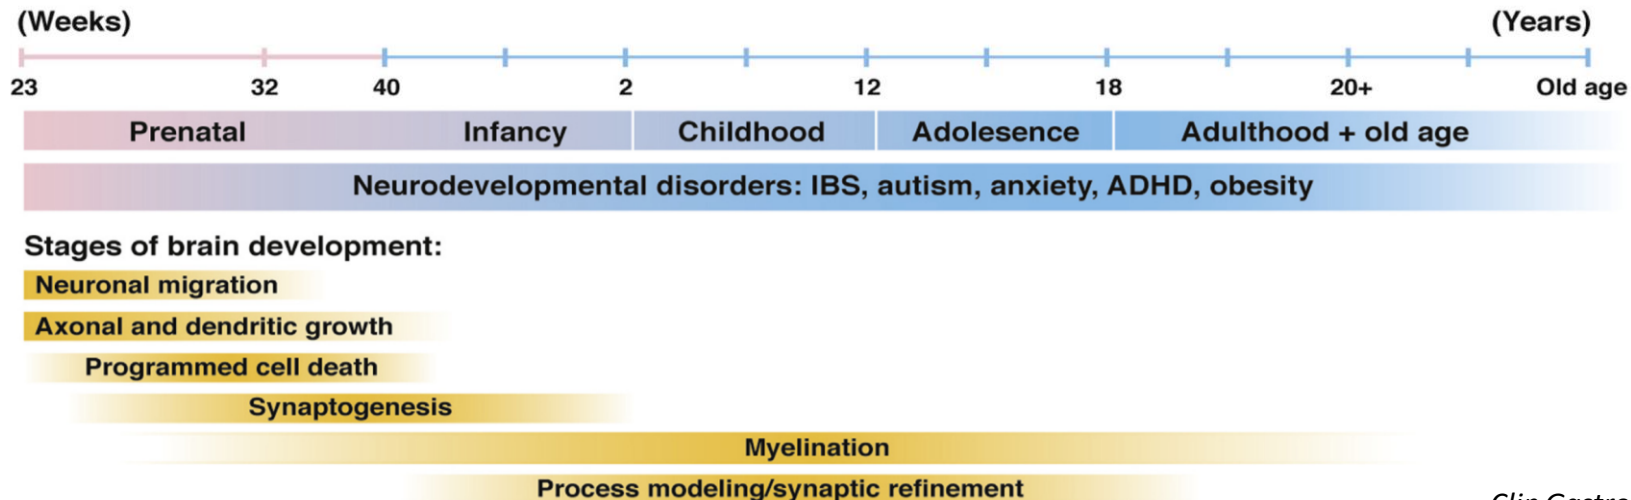 (Weeks) (Years)
23 32 40 2 12 18 20+ Old age
Prenatal Infancy Childhood Adolesence Adulthood + old age
Neurodevelopmental disorders: IBS, autism, anxiety, ADHD, obesity
Stages of brain development:
Neuronal migration
Axonal and dendritic growth
Programmed cell death
Synaptogenesis
Myelination
Process modeling/synaptic refinement
Clin Gastro